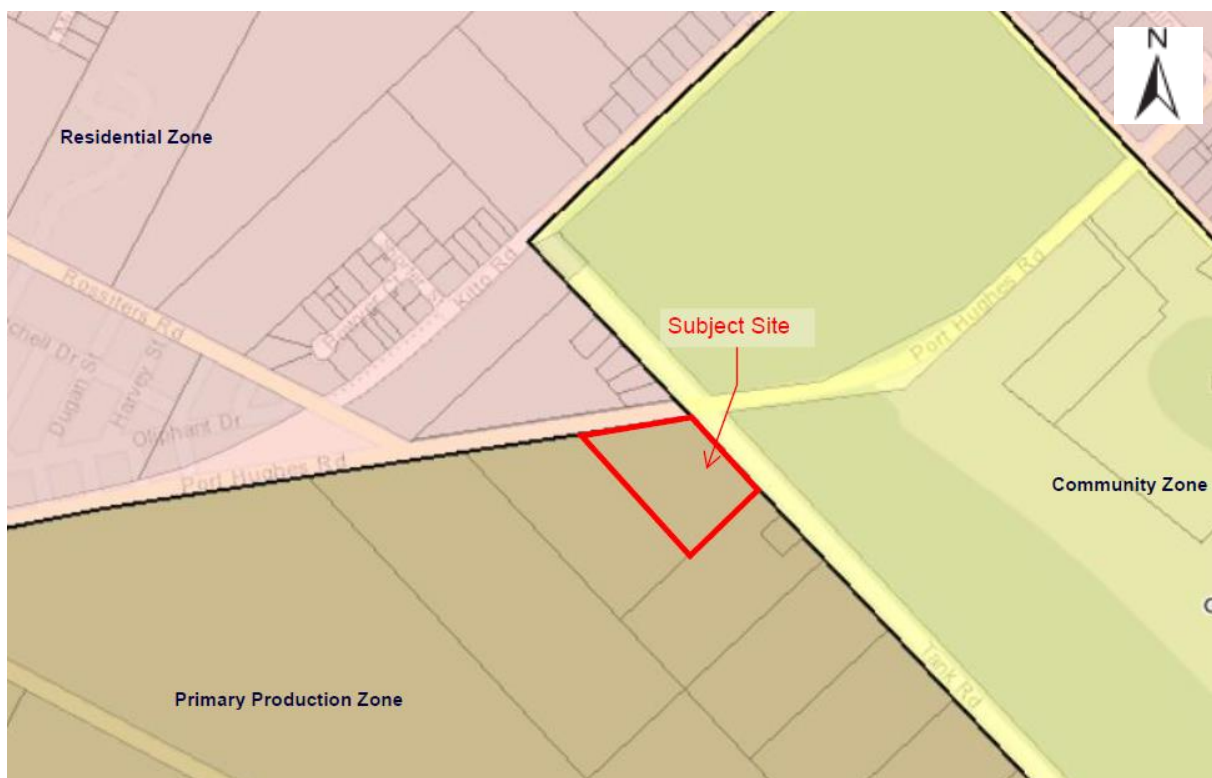 N
Residential Zone
Rossiters Rd
Kitto Rd
Subject Site
Port Hughes Rd
Dugan St
Harvey St
Oliphant Dr
Port Hughes Rd
Community Zone
Tank Rd
Primary Production Zone